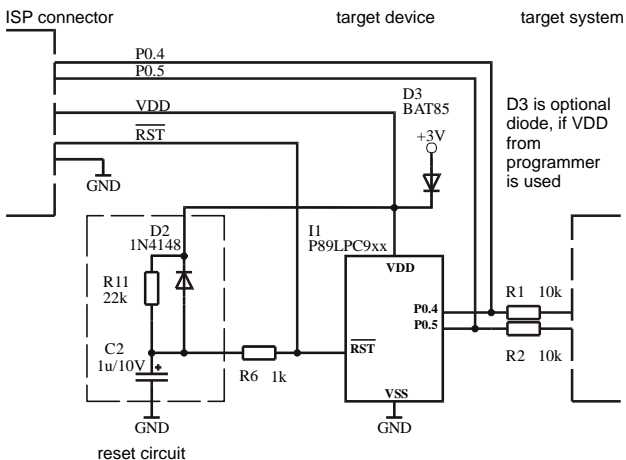 ISP connector
target device
target system
P0.4
P0.5
VDD
RST
GND
D3
BAT85
+3V
D3 is optional
diode, if VDD
from
programmer
is used
D2
1N4148
I1
P89LPC9xx
VDD
R11
22k
P0.4
P0.5
R1 10k
R2 10k
C2
1u/10V
+
R6 1k
RST
VSS
GND
GND
reset circuit